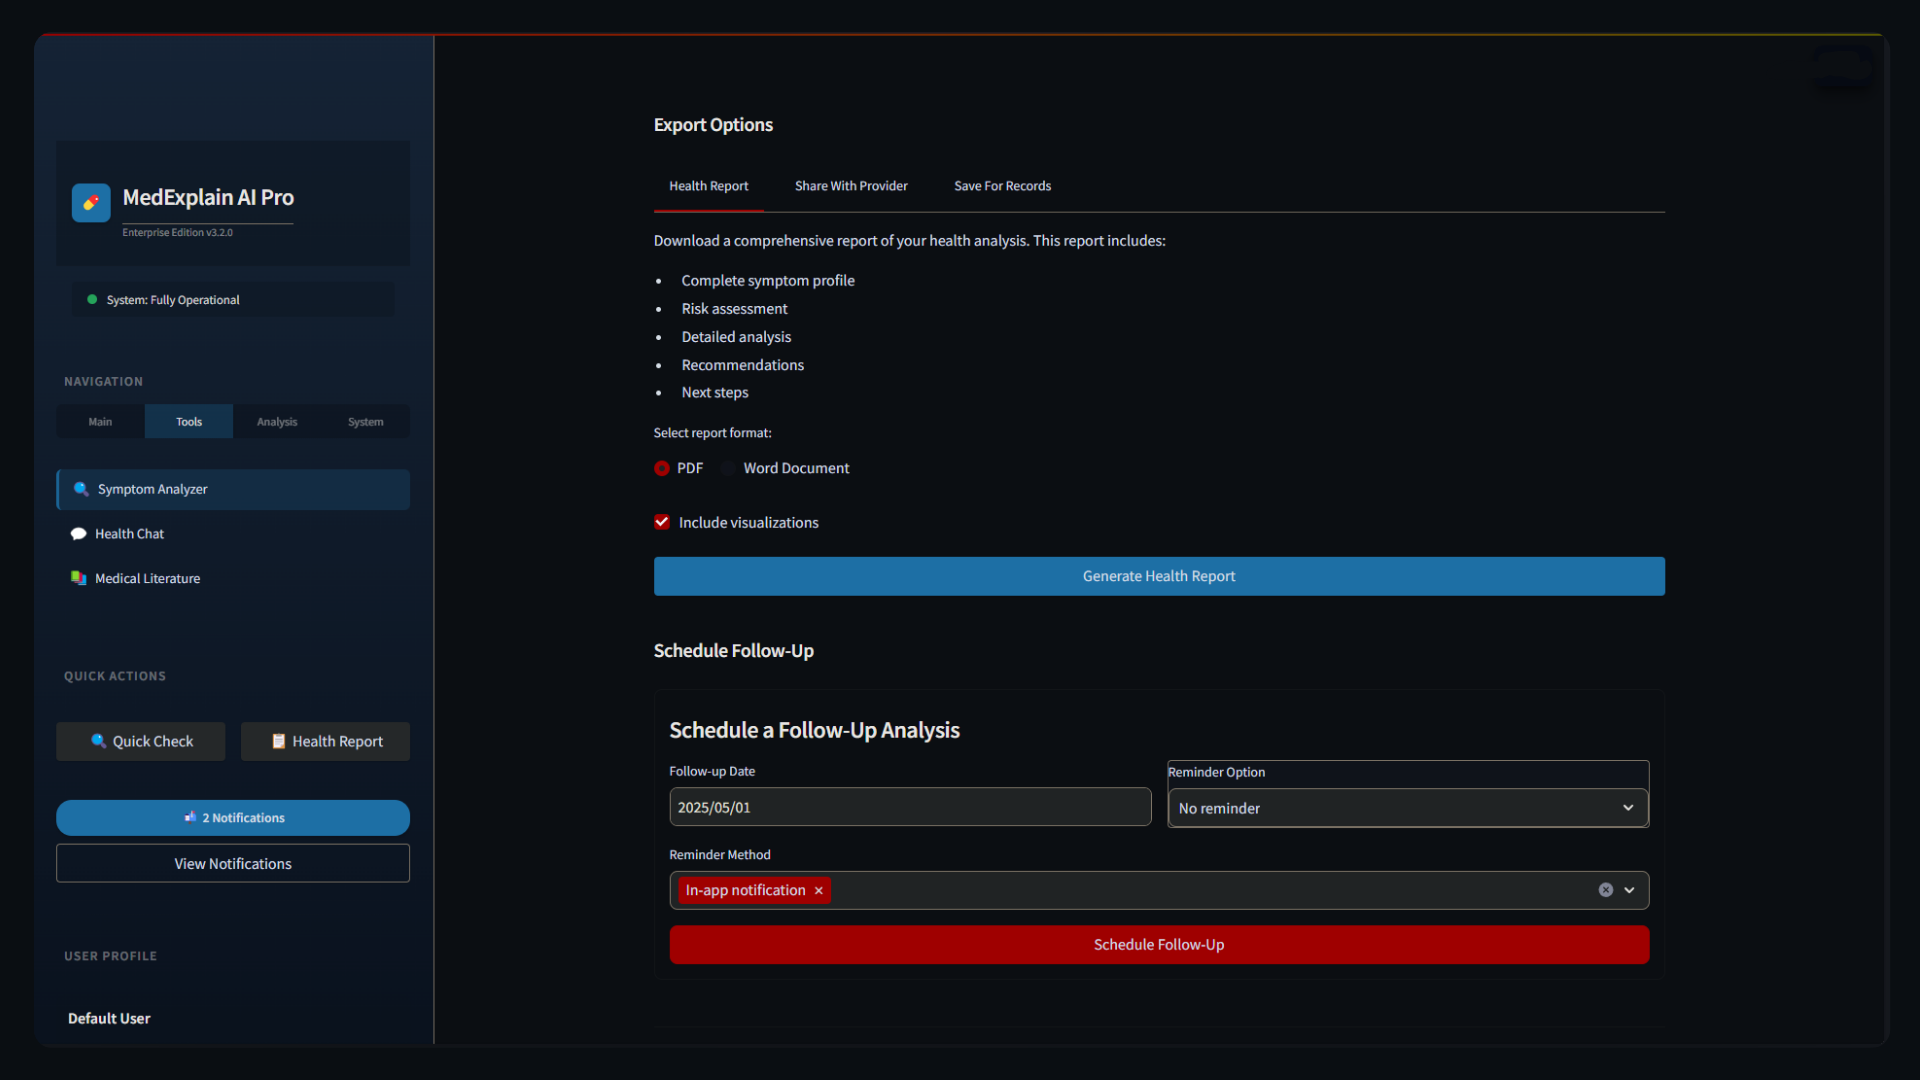 MedExplain AI Pro
Enterprise Edition v3.2.0
System: Fully Operational
NAVIGATION
Main
Tools
Analysis
System
Symptom Analyzer
Health Chat
Medical Literature
QUICK ACTIONS
Quick Check
Health Report
2 Notifications
View Notifications
USER PROFILE
Default User
Export Options
Health Report
Share With Provider
Save For Records
Download a comprehensive report of your health analysis. This report includes:
Complete symptom profile
Risk assessment
Detailed analysis
Recommendations
Next steps
Select report format:
PDF
Word Document
Include visualizations
Generate Health Report
Schedule Follow-Up
Schedule a Follow-Up Analysis
Follow-up Date
2025/05/01
Reminder Option
No reminder
Reminder Method
In-app notification
Schedule Follow-Up